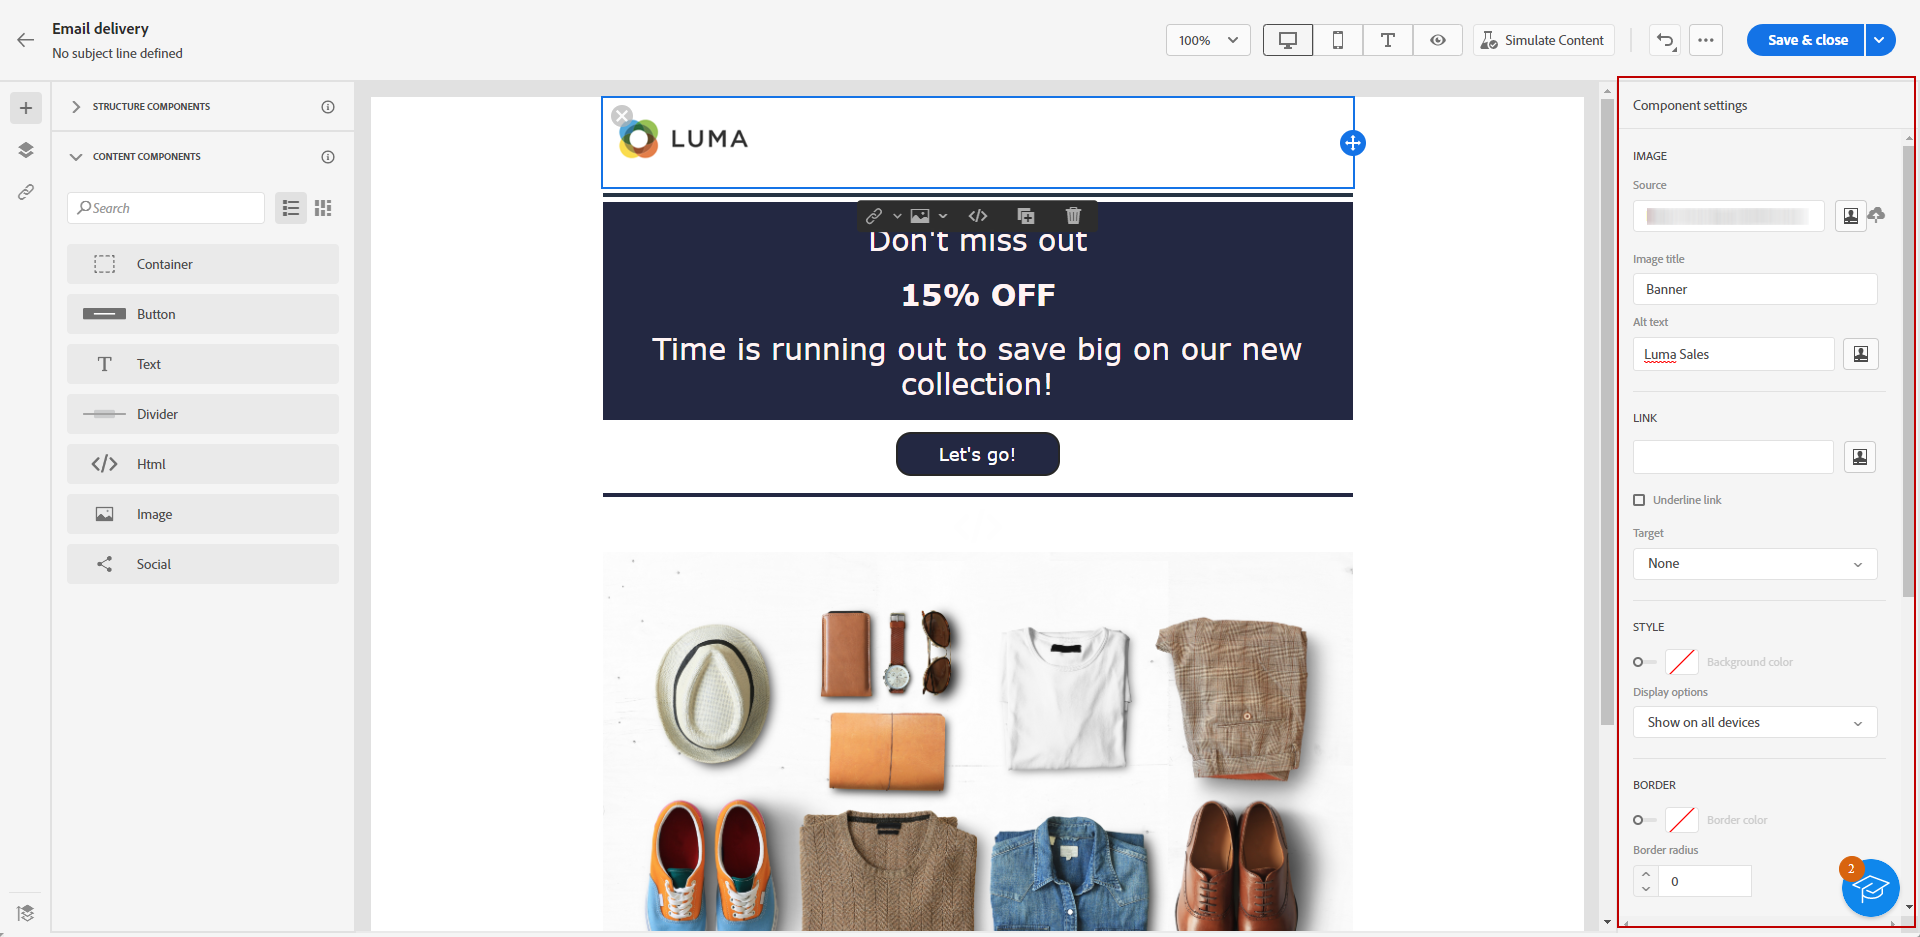 Email delivery
No subject line defined
100%
Simulate Content
Save & close
STRUCTURE COMPONENTS
CONTENT COMPONENTS
Search
Container
Button
Text
Divider
Html
Image
Social
LUMA
Don't miss out
15% OFF
Time is running out to save big on our new
collection!
Let's go!
Component settings
IMAGE
Source
Image title
Banner
Alt text
Luma Sales
LINK
Underline link
Target
None
STYLE
Background color
Display options
Show on all devices
BORDER
Border color
Border radius
0
2